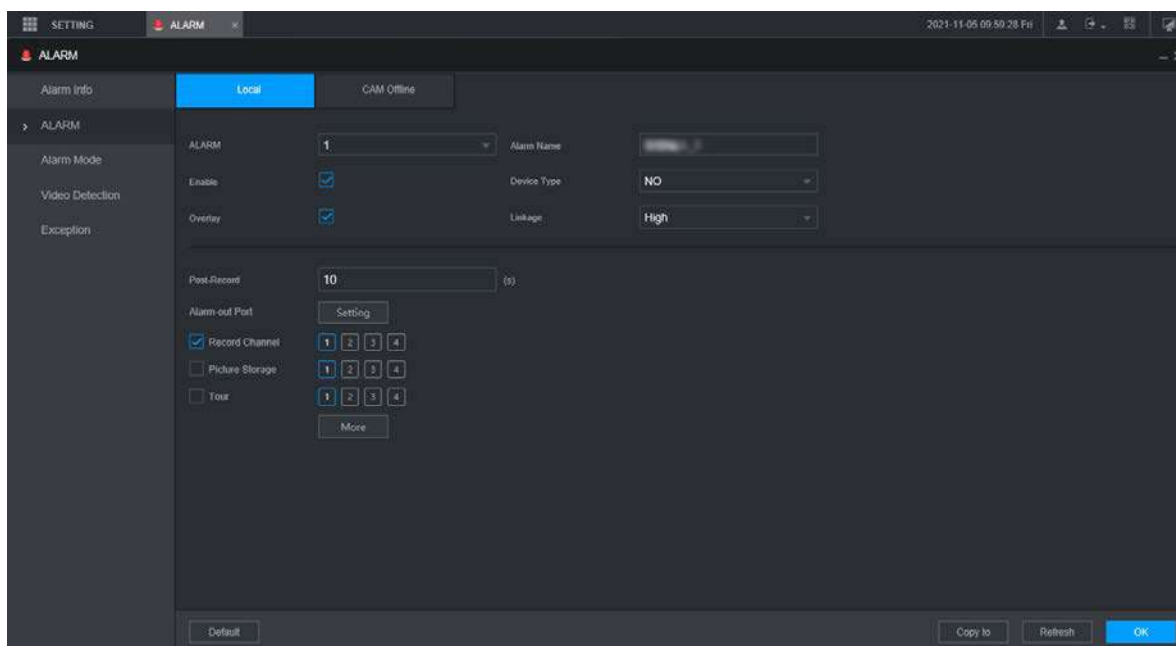 SETTING ALARM 2021-11-05 09:59:28 Fri
ALARM
Alarm Info
ALARM
Alarm Mode
Video Detection
Exception
Local CAM Offline
ALARM 1 Alarm Name
Enable Device Type NO
Overlay Linkage High
Post-Record 10 (s)
Alarm-out Port Setting
Record Channel 1 2 3 4
Picture Storage 1 2 3 4
Tour 1 2 3 4
More
Default Copy to Refresh OK